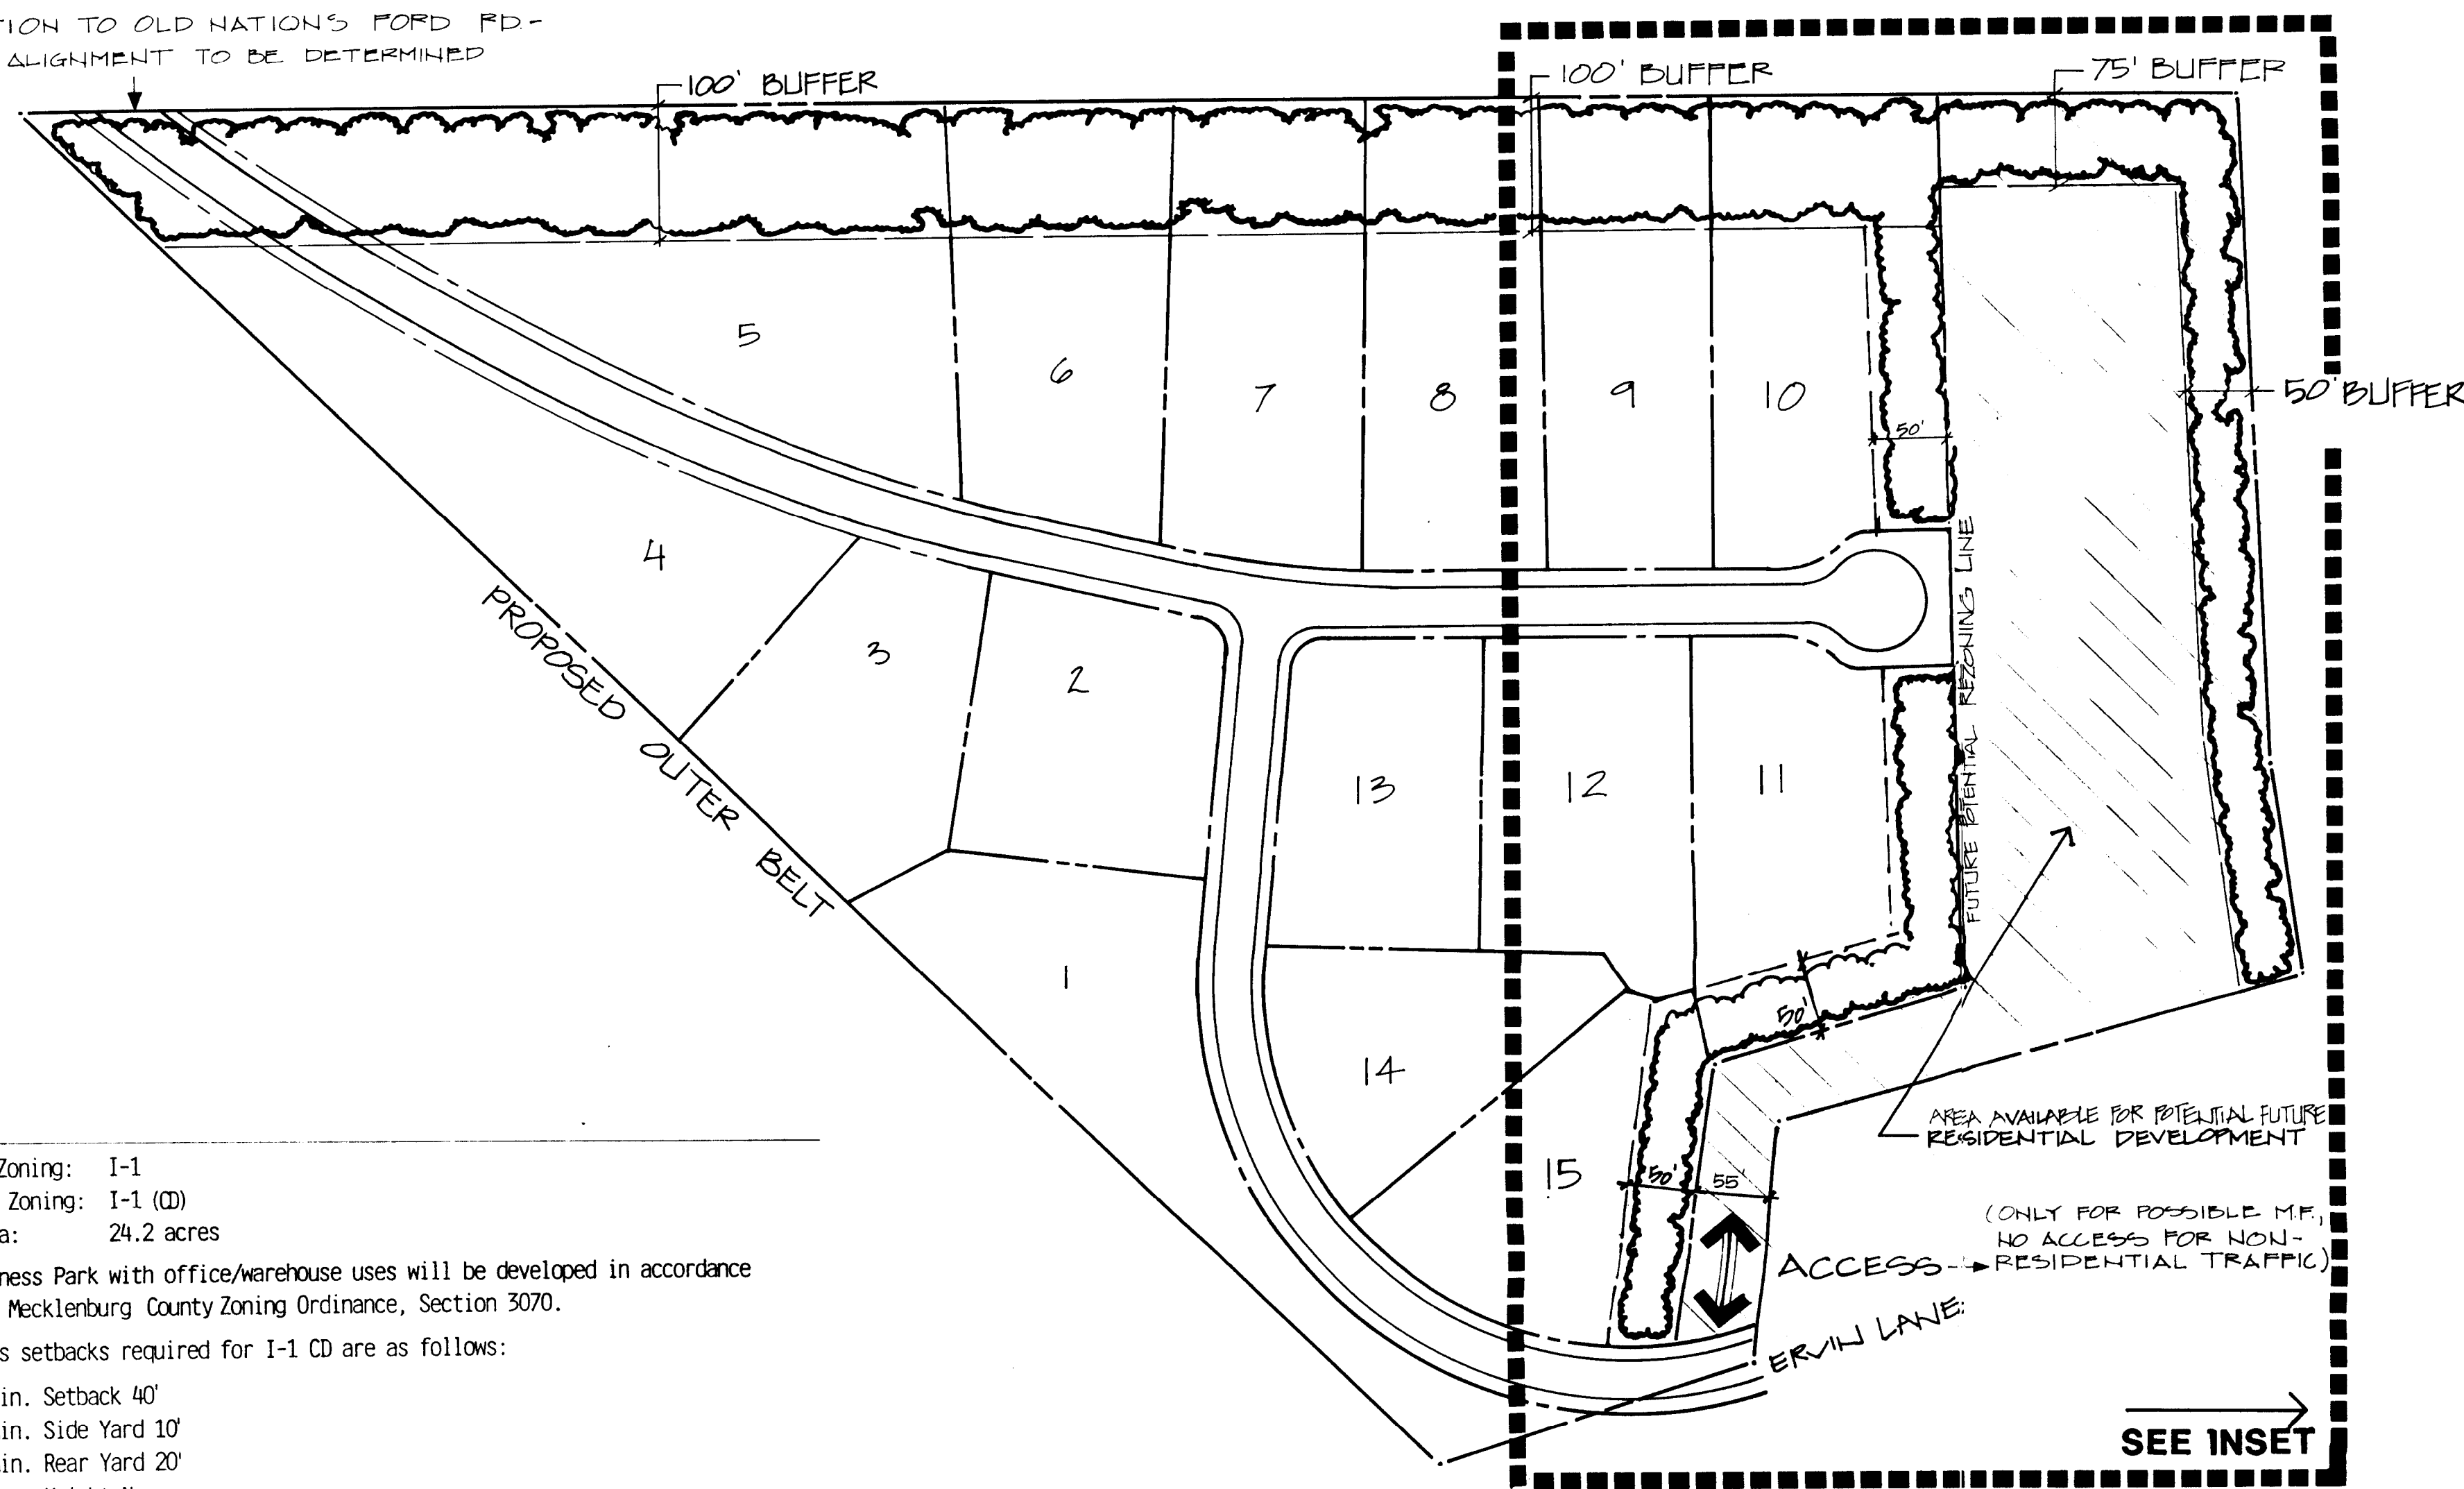 TION TO OLD NATIONS FORD RD.-
ALIGNMENT TO BE DETERMINED
100' BUFFER
100' BUFFER
75' BUFFER
50' BUFFER
5
6
7
8
9
10
50'
4
3
2
PROPOSED OUTER BELT
13
12
11
FUTURE POTENTIAL REZONING LINE
1
14
50'
15
50'
55'
AREA AVAILABLE FOR POTENTIAL FUTURE
RESIDENTIAL DEVELOPMENT
ACCESS
(ONLY FOR POSSIBLE M.F.,
NO ACCESS FOR NON-
RESIDENTIAL TRAFFIC)
ERVIN LANE
SEE INSET
Zoning: I-1
Zoning: I-1 (CD)
a: 24.2 acres
ness Park with office/warehouse uses will be developed in accordance
Mecklenburg County Zoning Ordinance, Section 3070.
s setbacks required for I-1 CD are as follows:
in. Setback 40'
in. Side Yard 10'
in. Rear Yard 20'